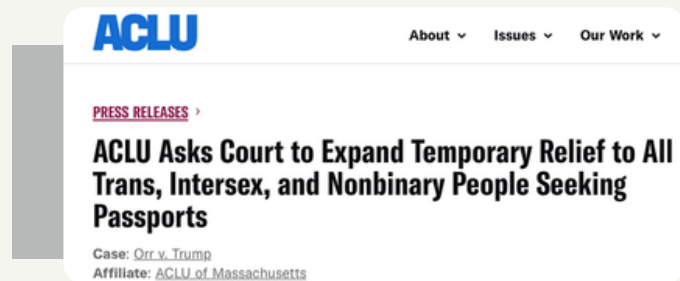 ACLU
About Issues Our Work
PRESS RELEASES ›
ACLU Asks Court to Expand Temporary Relief to All
Trans, Intersex, and Nonbinary People Seeking
Passports
Case: Orr v. Trump
Affiliate: ACLU of Massachusetts